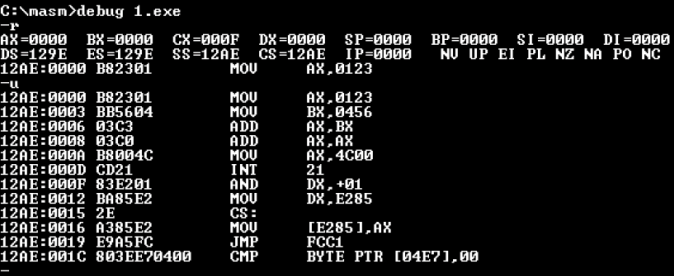 C:\masm>debug 1.exe
-r
AX=0000  BX=0000  CX=000F  DX=0000  SP=0000  BP=0000  SI=0000  DI=0000
DS=129E  ES=129E  SS=12AE  CS=12AE  IP=0000   NV UP EI PL NZ NA PO NC
12AE:0000 B82301        MOV     AX,0123
-u
12AE:0000 B82301        MOV     AX,0123
12AE:0003 BB5604        MOV     BX,0456
12AE:0006 03C3          ADD     AX,BX
12AE:0008 03C0          ADD     AX,AX
12AE:000A B8004C        MOV     AX,4C00
12AE:000D CD21          INT     21
12AE:000F 83E201        AND     DX,+01
12AE:0012 BA85E2        MOV     DX,E285
12AE:0015 2E            CS:
12AE:0016 A385E2        MOV     [E285],AX
12AE:0019 E9A5FC        JMP     FCC1
12AE:001C 803EE70400    CMP     BYTE PTR [04E7],00
-